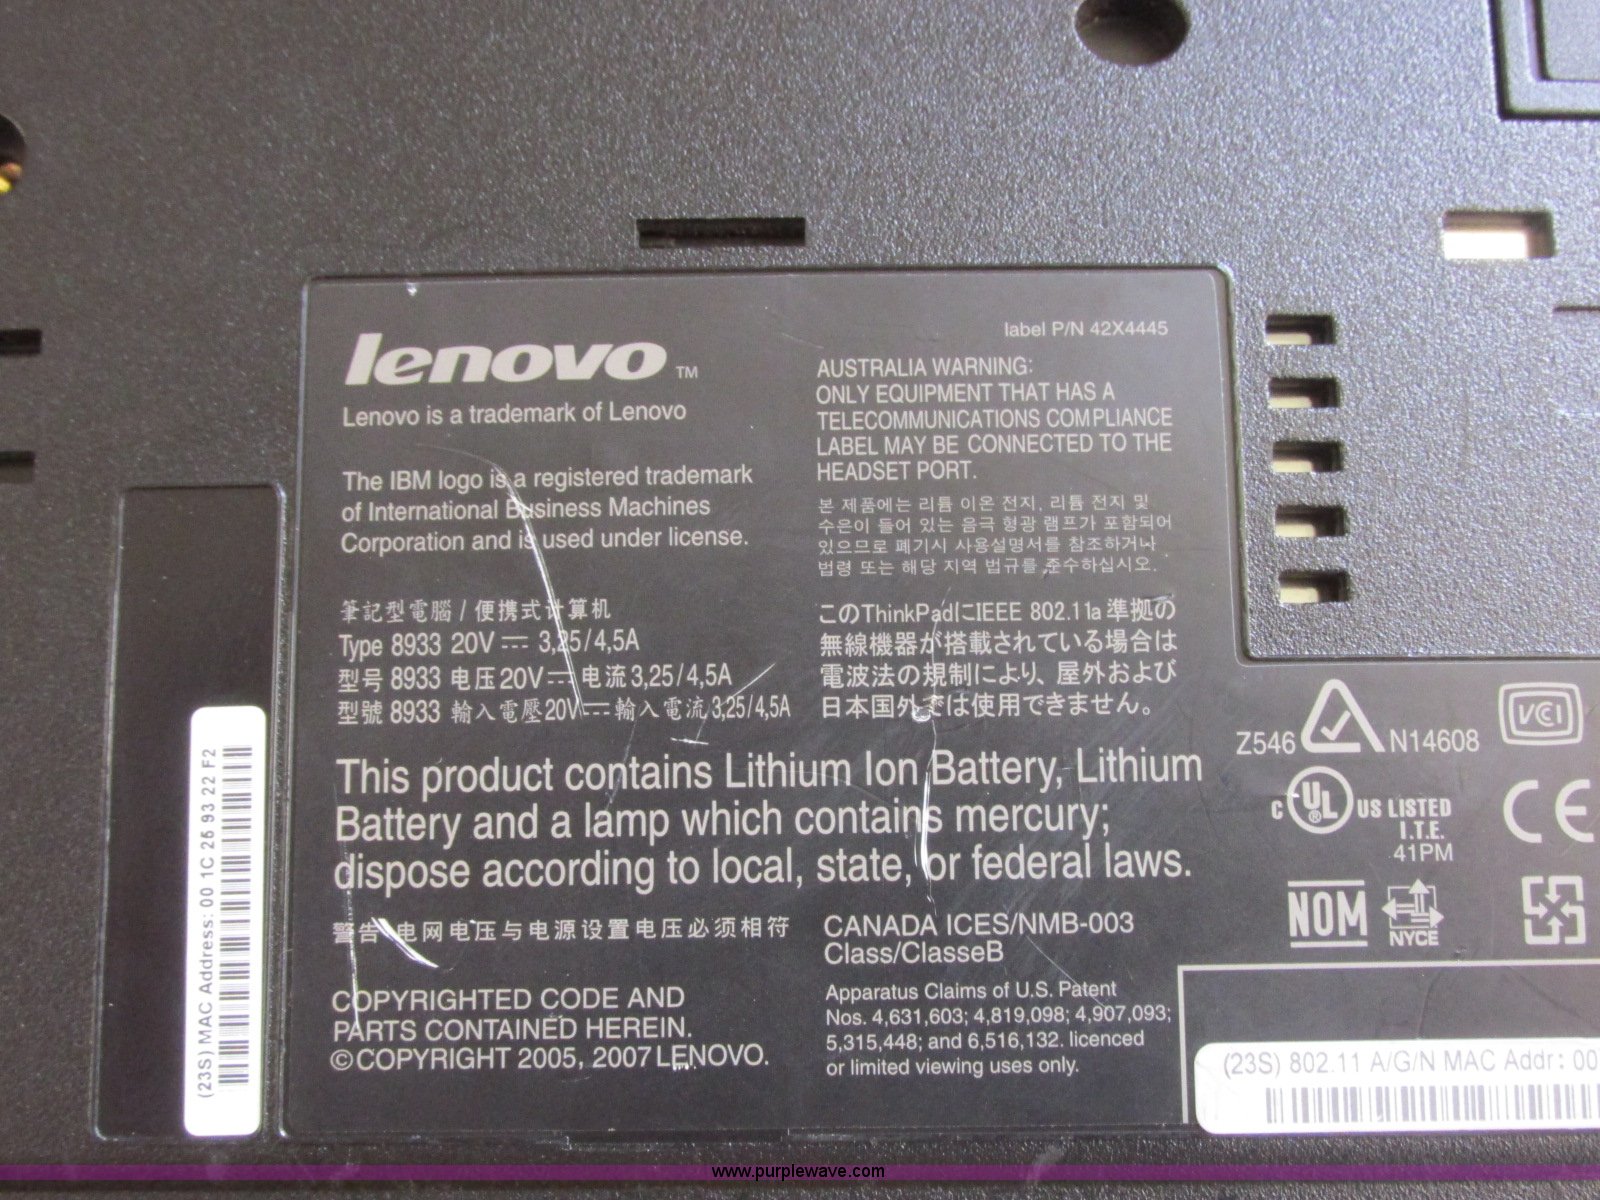 label P/N 42X4445
lenovo ™
Lenovo is a trademark of Lenovo
The IBM logo is a registered trademark
of International Business Machines
Corporation and is used under license.
筆記型電腦 / 便携式计算机
Type 8933 20V ⎓ 3,25/4,5A
型号 8933 电压20V⎓电流3,25/4,5A
型號 8933 輸入電壓20V⎓輸入電流3,25/4,5A
AUSTRALIA WARNING:
ONLY EQUIPMENT THAT HAS A
TELECOMMUNICATIONS COMPLIANCE
LABEL MAY BE CONNECTED TO THE
HEADSET PORT.
본 제품에는 리튬 이온 전지, 리튬 전지 및
수은이 들어 있는 음극 형광 램프가 포함되어
있으므로 폐기시 사용설명서를 참조하거나
법령 또는 해당 지역 법규를 준수하십시오.
このThinkPadにIEEE 802.11a 準拠の
無線機器が搭載されている場合は
電波法の規制により、屋外および
日本国外では使用できません。
This product contains Lithium Ion Battery, Lithium
Battery and a lamp which contains mercury;
dispose according to local, state, or federal laws.
警告 电网电压与电源设置电压必须相符
COPYRIGHTED CODE AND
PARTS CONTAINED HEREIN.
©COPYRIGHT 2005, 2007 LENOVO.
CANADA ICES/NMB-003
Class/ClasseB
Apparatus Claims of U.S. Patent
Nos. 4,631,603; 4,819,098; 4,907,093;
5,315,448; and 6,516,132. licenced
or limited viewing uses only.
Z546 N14608
VCI
C UL ® US LISTED
I.T.E.
41PM
CE
NOM
NYCE
(23S) MAC Address: 00 1C 25 93 22 F2
(23S) 802.11 A/G/N MAC Addr: 00
www.purplewave.com